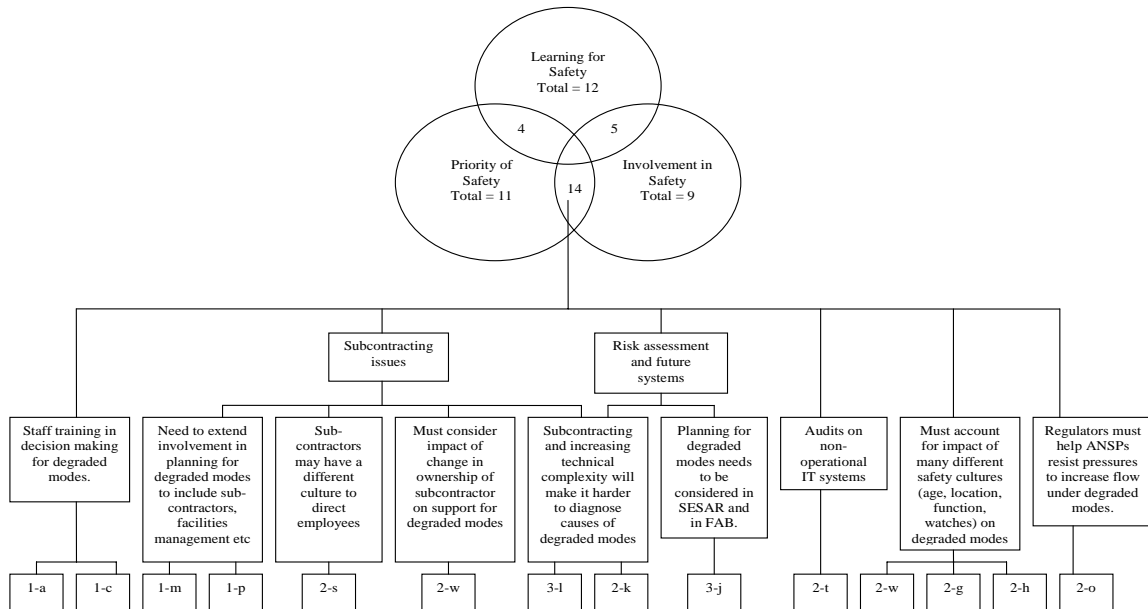 Learning for
Safety
Total = 12
4
5
Priority of
Safety
Total = 11
Involvement in
Safety
Total = 9
14
Subcontracting
issues
Risk assessment
and future
systems
Staff training in
decision making
for degraded
modes.
Need to extend
involvement in
planning for
degraded modes
to include sub-
contractors,
facilities
management etc
Sub-
contractors
may have a
different culture to
direct
employees
Must consider
impact of
change in
ownership of
subcontractor
on support for
degraded modes
Subcontracting
and increasing
technical
complexity will
make it harder
to diagnose
causes of
degraded modes
Planning for
degraded
modes needs
to be
considered in
SESAR and
in FAB.
Audits on
non-
operational
IT systems
Must account
for impact of
many different
safety cultures
(age, location,
function,
watches) on
degraded modes
Regulators must
help ANSPs
resist pressures
to increase flow
under degraded
modes.
1-a
1-c
1-m
1-p
2-s
2-w
3-l
2-k
3-j
2-t
2-w
2-g
2-h
2-o